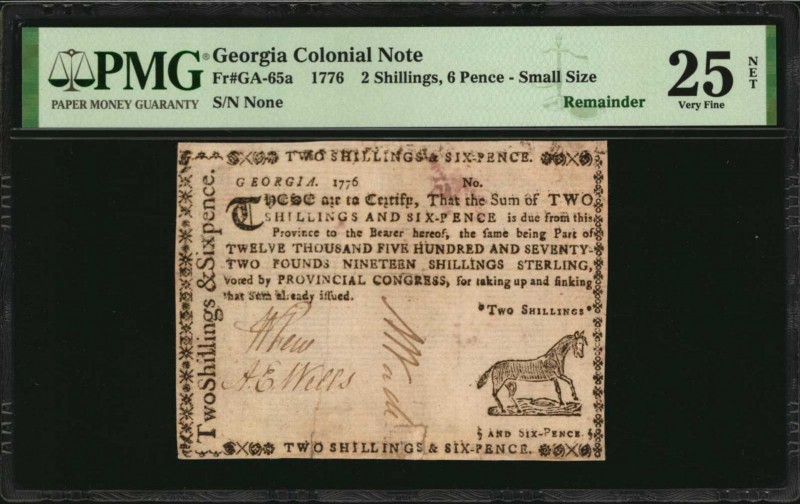 PMG®
PAPER MONEY GUARANTY
Georgia Colonial Note
Fr#GA-65a 1776 2 Shillings, 6 Pence - Small Size
S/N None
Remainder
25
NET
Very Fine
TWO SHILLINGS & SIX-PENCE.
Two Shillings & Sixpence.
GEORGIA. 1776 No.
THESE are to Certify, That the Sum of TWO
SHILLINGS AND SIX-PENCE is due from this
Province to the Bearer hereof, the same being Part of
TWELVE THOUSAND FIVE HUNDRED AND SEVENTY-
TWO POUNDS NINETEEN SHILLINGS STERLING,
voted by PROVINCIAL CONGRESS, for taking up and sinking
that Sum already issued.
*TWO SHILLINGS*
A E Wells
AND SIX-PENCE.
TWO SHILLINGS & SIX-PENCE.